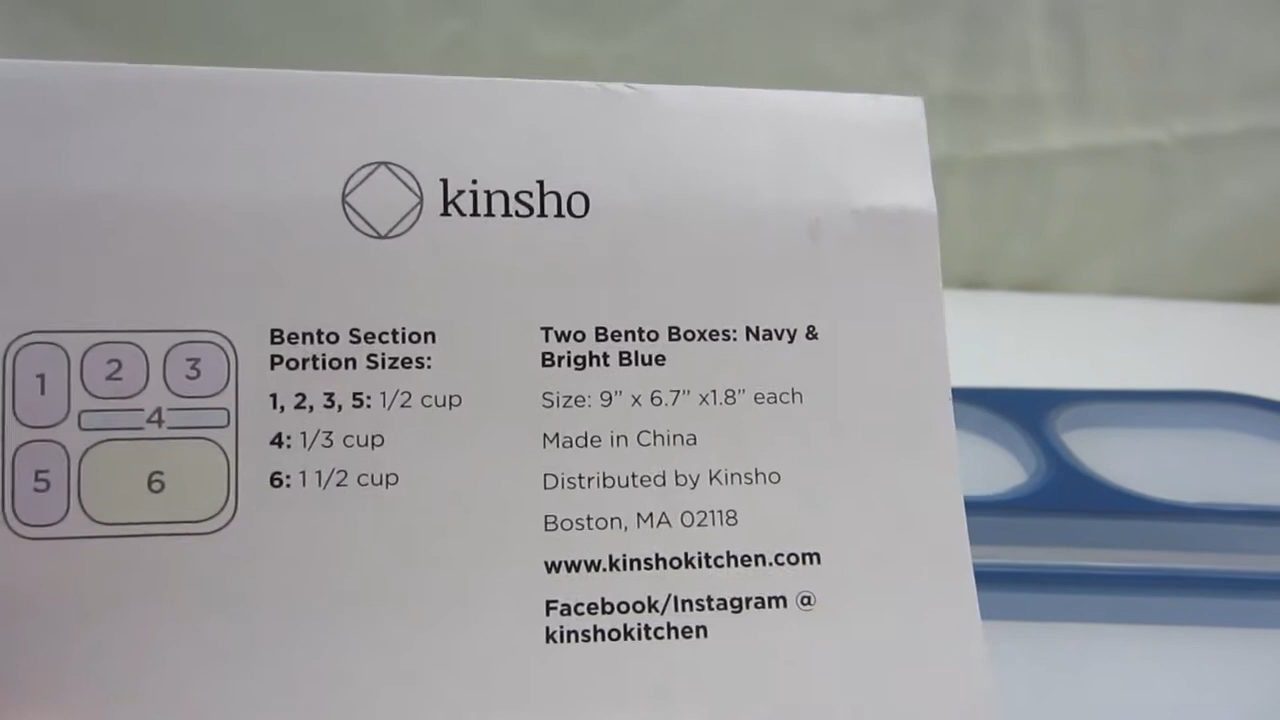 kinsho
1
2
3
4
5
6
Bento Section
Portion Sizes:
1, 2, 3, 5: 1/2 cup
4: 1/3 cup
6: 1 1/2 cup
Two Bento Boxes: Navy &
Bright Blue
Size: 9” x 6.7” x1.8” each
Made in China
Distributed by Kinsho
Boston, MA 02118
www.kinshokitchen.com
Facebook/Instagram @
kinshokitchen